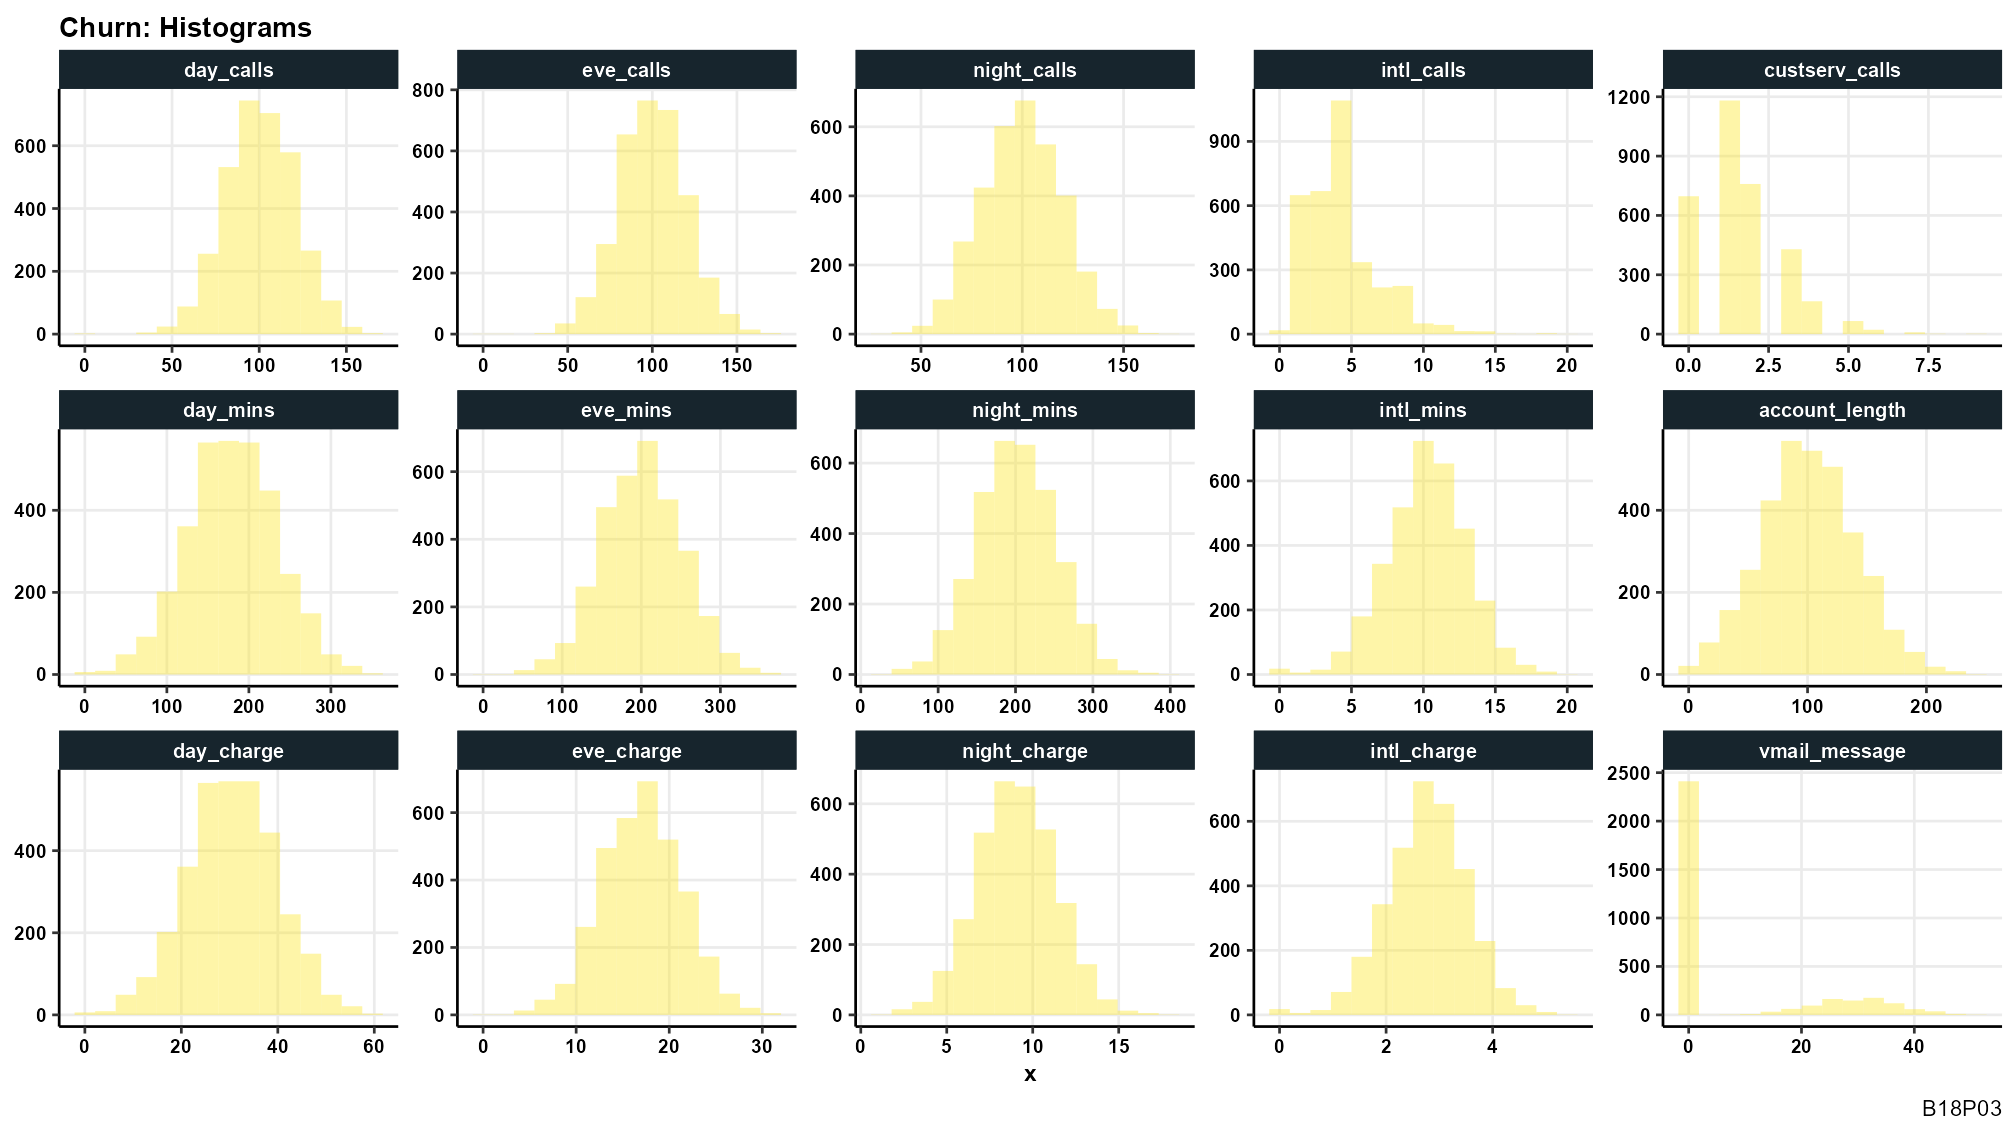 Churn: Histograms
day_calls eve_calls night_calls intl_calls custserv_calls
600
400
200
0
0 50 100 150
800
600
400
200
0
0 50 100 150
600
400
200
0
50 100 150
900
600
300
0
0 5 10 15 20
1200
900
600
300
0
0.0 2.5 5.0 7.5
day_mins eve_mins night_mins intl_mins account_length
400
200
0
0 100 200 300
600
400
200
0
0 100 200 300
600
400
200
0
0 100 200 300 400
600
400
200
0
0 5 10 15 20
400
200
0
0 100 200
day_charge eve_charge night_charge intl_charge vmail_message
400
200
0
0 20 40 60
600
400
200
0
0 10 20 30
600
400
200
0
0 5 10 15
600
400
200
0
0 2 4
2500
2000
1500
1000
500
0
0 20 40
x
B18P03